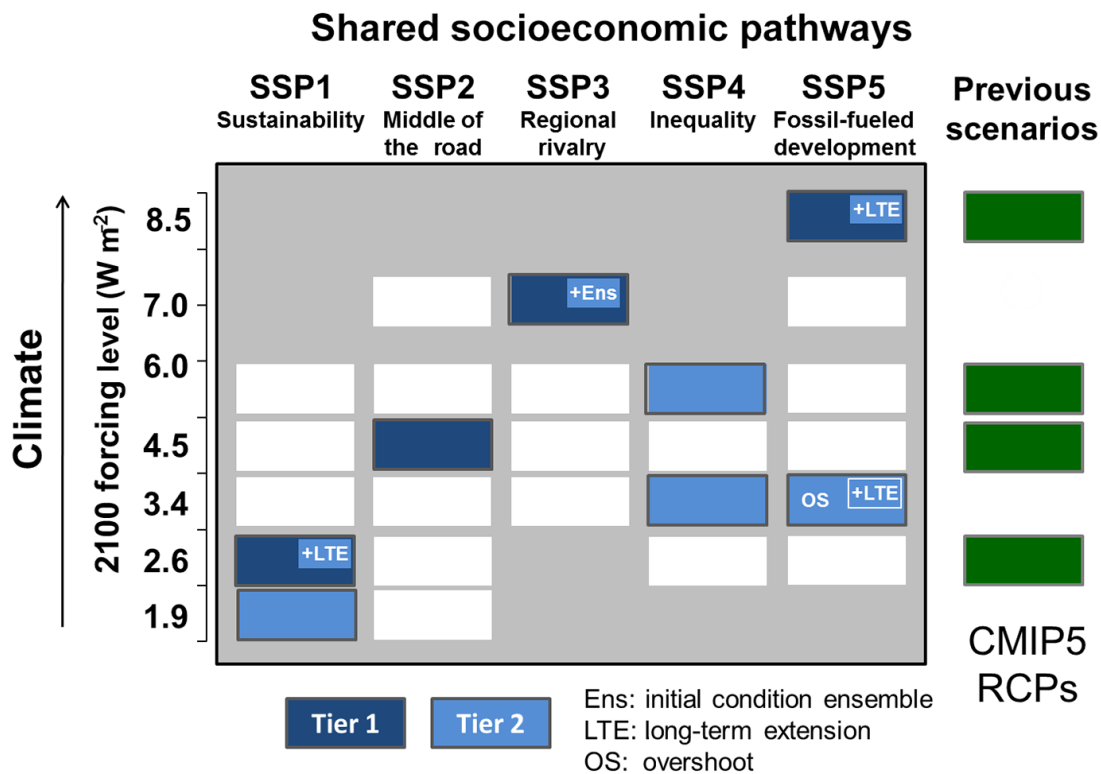 Shared socioeconomic pathways
SSP1 SSP2 SSP3 SSP4 SSP5 Previous
Sustainability Middle of Regional Inequality Fossil-fueled scenarios
the road rivalry development
8.5 +LTE
7.0 +Ens
6.0
4.5
3.4 OS +LTE
2.6 +LTE
1.9
Climate
2100 forcing level (W m-2)
CMIP5
RCPs
Tier 1 Tier 2
Ens: initial condition ensemble
LTE: long-term extension
OS: overshoot